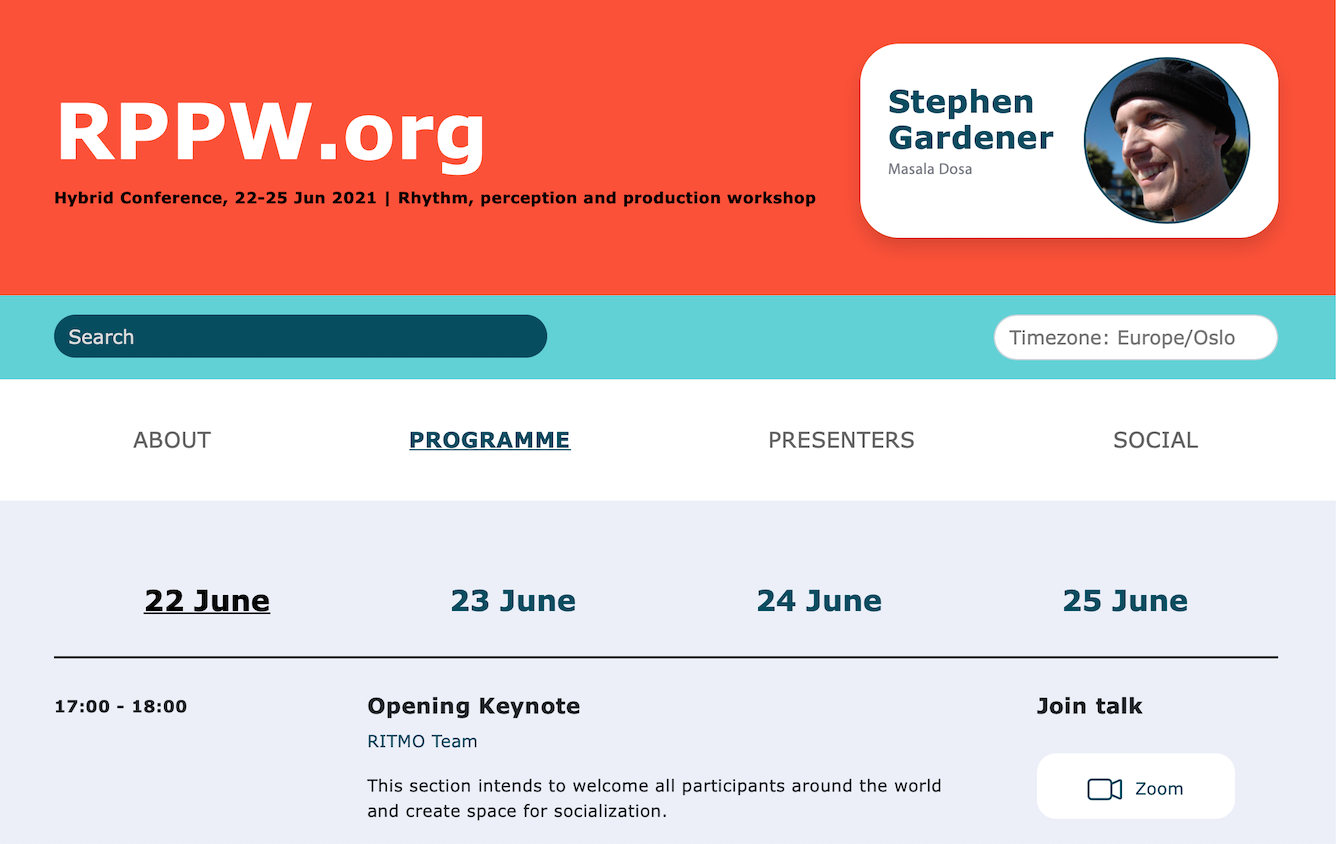 RPPW.org
Hybrid Conference, 22-25 Jun 2021 | Rhythm, perception and production workshop
Stephen
Gardener
Masala Dosa
Search
Timezone: Europe/Oslo
ABOUT
PROGRAMME
PRESENTERS
SOCIAL
22 June
23 June
24 June
25 June
17:00 - 18:00
Opening Keynote
RITMO Team
This section intends to welcome all participants around the world
and create space for socialization.
Join talk
Zoom